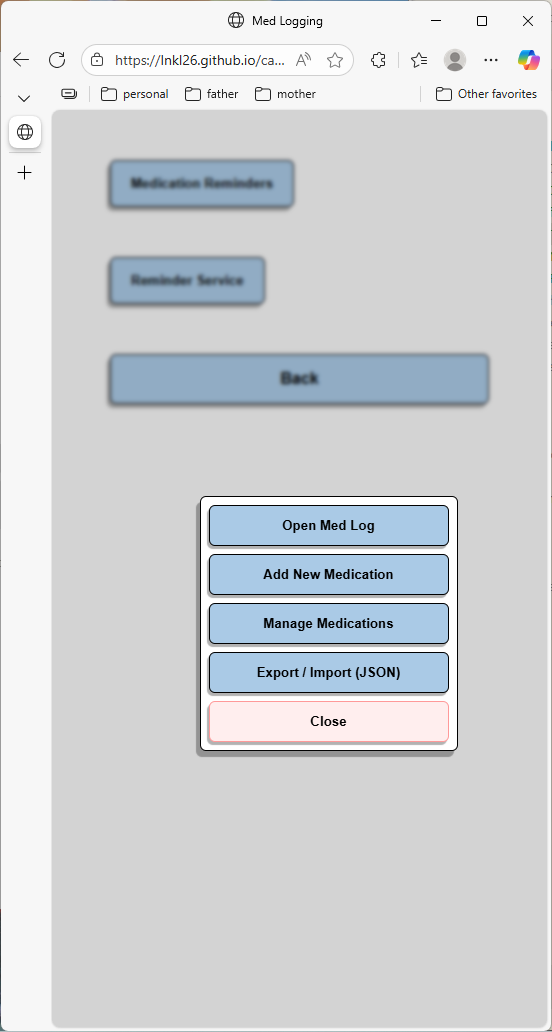 Med Logging
https://lnkl26.github.io/ca...
personal
father
mother
Other favorites
Medication Reminders
Reminder Service
Back
Open Med Log
Add New Medication
Manage Medications
Export / Import (JSON)
Close